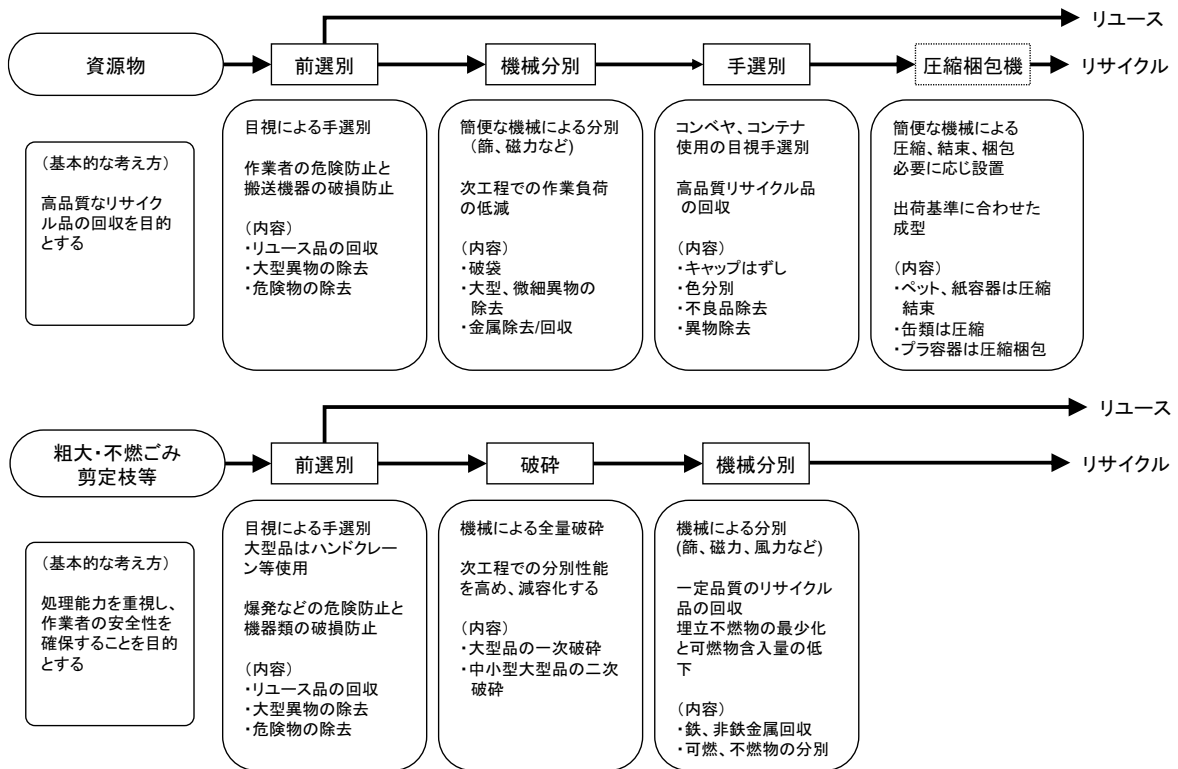 リユース
資源物
前選別
機械分別
手選別
圧縮梱包機
リサイクル
（基本的な考え方）
高品質なリサイク
ル品の回収を目的
とする
目視による手選別
作業者の危険防止と
搬送機器の破損防止
（内容）
・リユース品の回収
・大型異物の除去
・危険物の除去
簡便な機械による分別
（篩、磁力など）
次工程での作業負荷
の低減
（内容）
・破袋
・大型、微細異物の
除去
・金属除去/回収
コンベヤ、コンテナ
使用の目視手選別
高品質リサイクル品
の回収
（内容）
・キャップはずし
・色分別
・不良品除去
・異物除去
簡便な機械による
圧縮、結束、梱包
必要に応じ設置
出荷基準に合わせた
成型
（内容）
・ペット、紙容器は圧縮
結束
・缶類は圧縮
・プラ容器は圧縮梱包
リユース
粗大・不燃ごみ
剪定枝等
前選別
破砕
機械分別
リサイクル
（基本的な考え方）
処理能力を重視し、
作業者の安全性を
確保することを目的
とする
目視による手選別
大型品はハンドクレー
ン等使用
爆発などの危険防止と
機器類の破損防止
（内容）
・リユース品の回収
・大型異物の除去
・危険物の除去
機械による全量破砕
次工程での分別性能
を高め、減容化する
（内容）
・大型品の一次破砕
・中小型大型品の二次
破砕
機械による分別
(篩、磁力、風力など)
一定品質のリサイクル
品の回収
埋立不燃物の最少化
と可燃物含入量の低
下
（内容）
・鉄、非鉄金属回収
・可燃、不燃物の分別